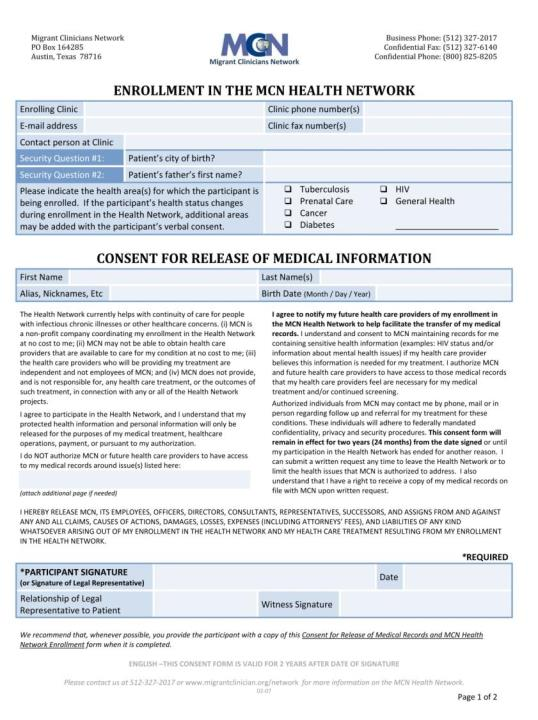 Migrant Clinicians Network
PO Box 164285
Austin, Texas 78716
MCN
Migrant Clinicians Network
Business Phone: (512) 327-2017
Confidential Fax: (512) 327-6140
Confidential Phone: (800) 825-8205
ENROLLMENT IN THE MCN HEALTH NETWORK
Enrolling Clinic
Clinic phone number(s)
E-mail address
Clinic fax number(s)
Contact person at Clinic
Security Question #1: Patient's city of birth?
Security Question #2: Patient's father's first name?
Please indicate the health area(s) for which the participant is
being enrolled. If the participant's health status changes
during enrollment in the Health Network, additional areas
may be added with the participant's verbal consent.
❑ Tuberculosis
❑ Prenatal Care
❑ Cancer
❑ Diabetes
❑ HIV
❑ General Health
CONSENT FOR RELEASE OF MEDICAL INFORMATION
First Name
Last Name(s)
Alias, Nicknames, Etc
Birth Date (Month / Day / Year)
The Health Network currently helps with continuity of care for people
with infectious chronic illnesses or other healthcare concerns. (i) MCN is
a non-profit company coordinating my enrollment in the Health Network
at no cost to me; (ii) MCN may not be able to obtain health care
providers that are available to care for my condition at no cost to me; (iii)
the health care providers who will be providing my treatment are
independent and not employees of MCN; and (iv) MCN does not provide,
and is not responsible for, any health care treatment, or the outcomes of
such treatment, in connection with any or all of the Health Network
projects.
I agree to participate in the Health Network, and I understand that my
protected health information and personal information will only be
released for the purposes of my medical treatment, healthcare
operations, payment, or pursuant to my authorization.
I do NOT authorize MCN or future health care providers to have access
to my medical records around issue(s) listed here:
(attach additional page if needed)
I agree to notify my future health care providers of my enrollment in
the MCN Health Network to help facilitate the transfer of my medical
records. I understand and consent to MCN maintaining records for me
containing sensitive health information (examples: HIV status and/or
information about mental health issues) if my health care provider
believes this information is needed for my treatment. I authorize MCN
and future health care providers to have access to those medical records
that my health care providers feel are necessary for my medical
treatment and/or continued screening.
Authorized individuals from MCN may contact me by phone, mail or in
person regarding follow up and referral for my treatment for these
conditions. These individuals will adhere to federally mandated
confidentiality, privacy and security procedures. This consent form will
remain in effect for two years (24 months) from the date signed or until
my participation in the Health Network has ended for another reason. I
can submit a written request any time to leave the Health Network or to
limit the health issues that MCN is authorized to address. I also
understand that I have a right to receive a copy of my medical records on
file with MCN upon written request.
I HEREBY RELEASE MCN, ITS EMPLOYEES, OFFICERS, DIRECTORS, CONSULTANTS, REPRESENTATIVES, SUCCESSORS, AND ASSIGNS FROM AND AGAINST
ANY AND ALL CLAIMS, CAUSES OF ACTIONS, DAMAGES, LOSSES, EXPENSES (INCLUDING ATTORNEYS' FEES), AND LIABILITIES OF ANY KIND
WHATSOEVER ARISING OUT OF MY ENROLLMENT IN THE HEALTH NETWORK AND MY HEALTH CARE TREATMENT RESULTING FROM MY ENROLLMENT
IN THE HEALTH NETWORK.
*REQUIRED
*PARTICIPANT SIGNATURE
(or Signature of Legal Representative)
Date
Relationship of Legal
Representative to Patient
Witness Signature
We recommend that, whenever possible, you provide the participant with a copy of this Consent for Release of Medical Records and MCN Health
Network Enrollment form when it is completed.
ENGLISH –THIS CONSENT FORM IS VALID FOR 2 YEARS AFTER DATE OF SIGNATURE
Please contact us at 512-327-2017 or www.migrantclinician.org/network for more information on the MCN Health Network.
Page 1 of 2